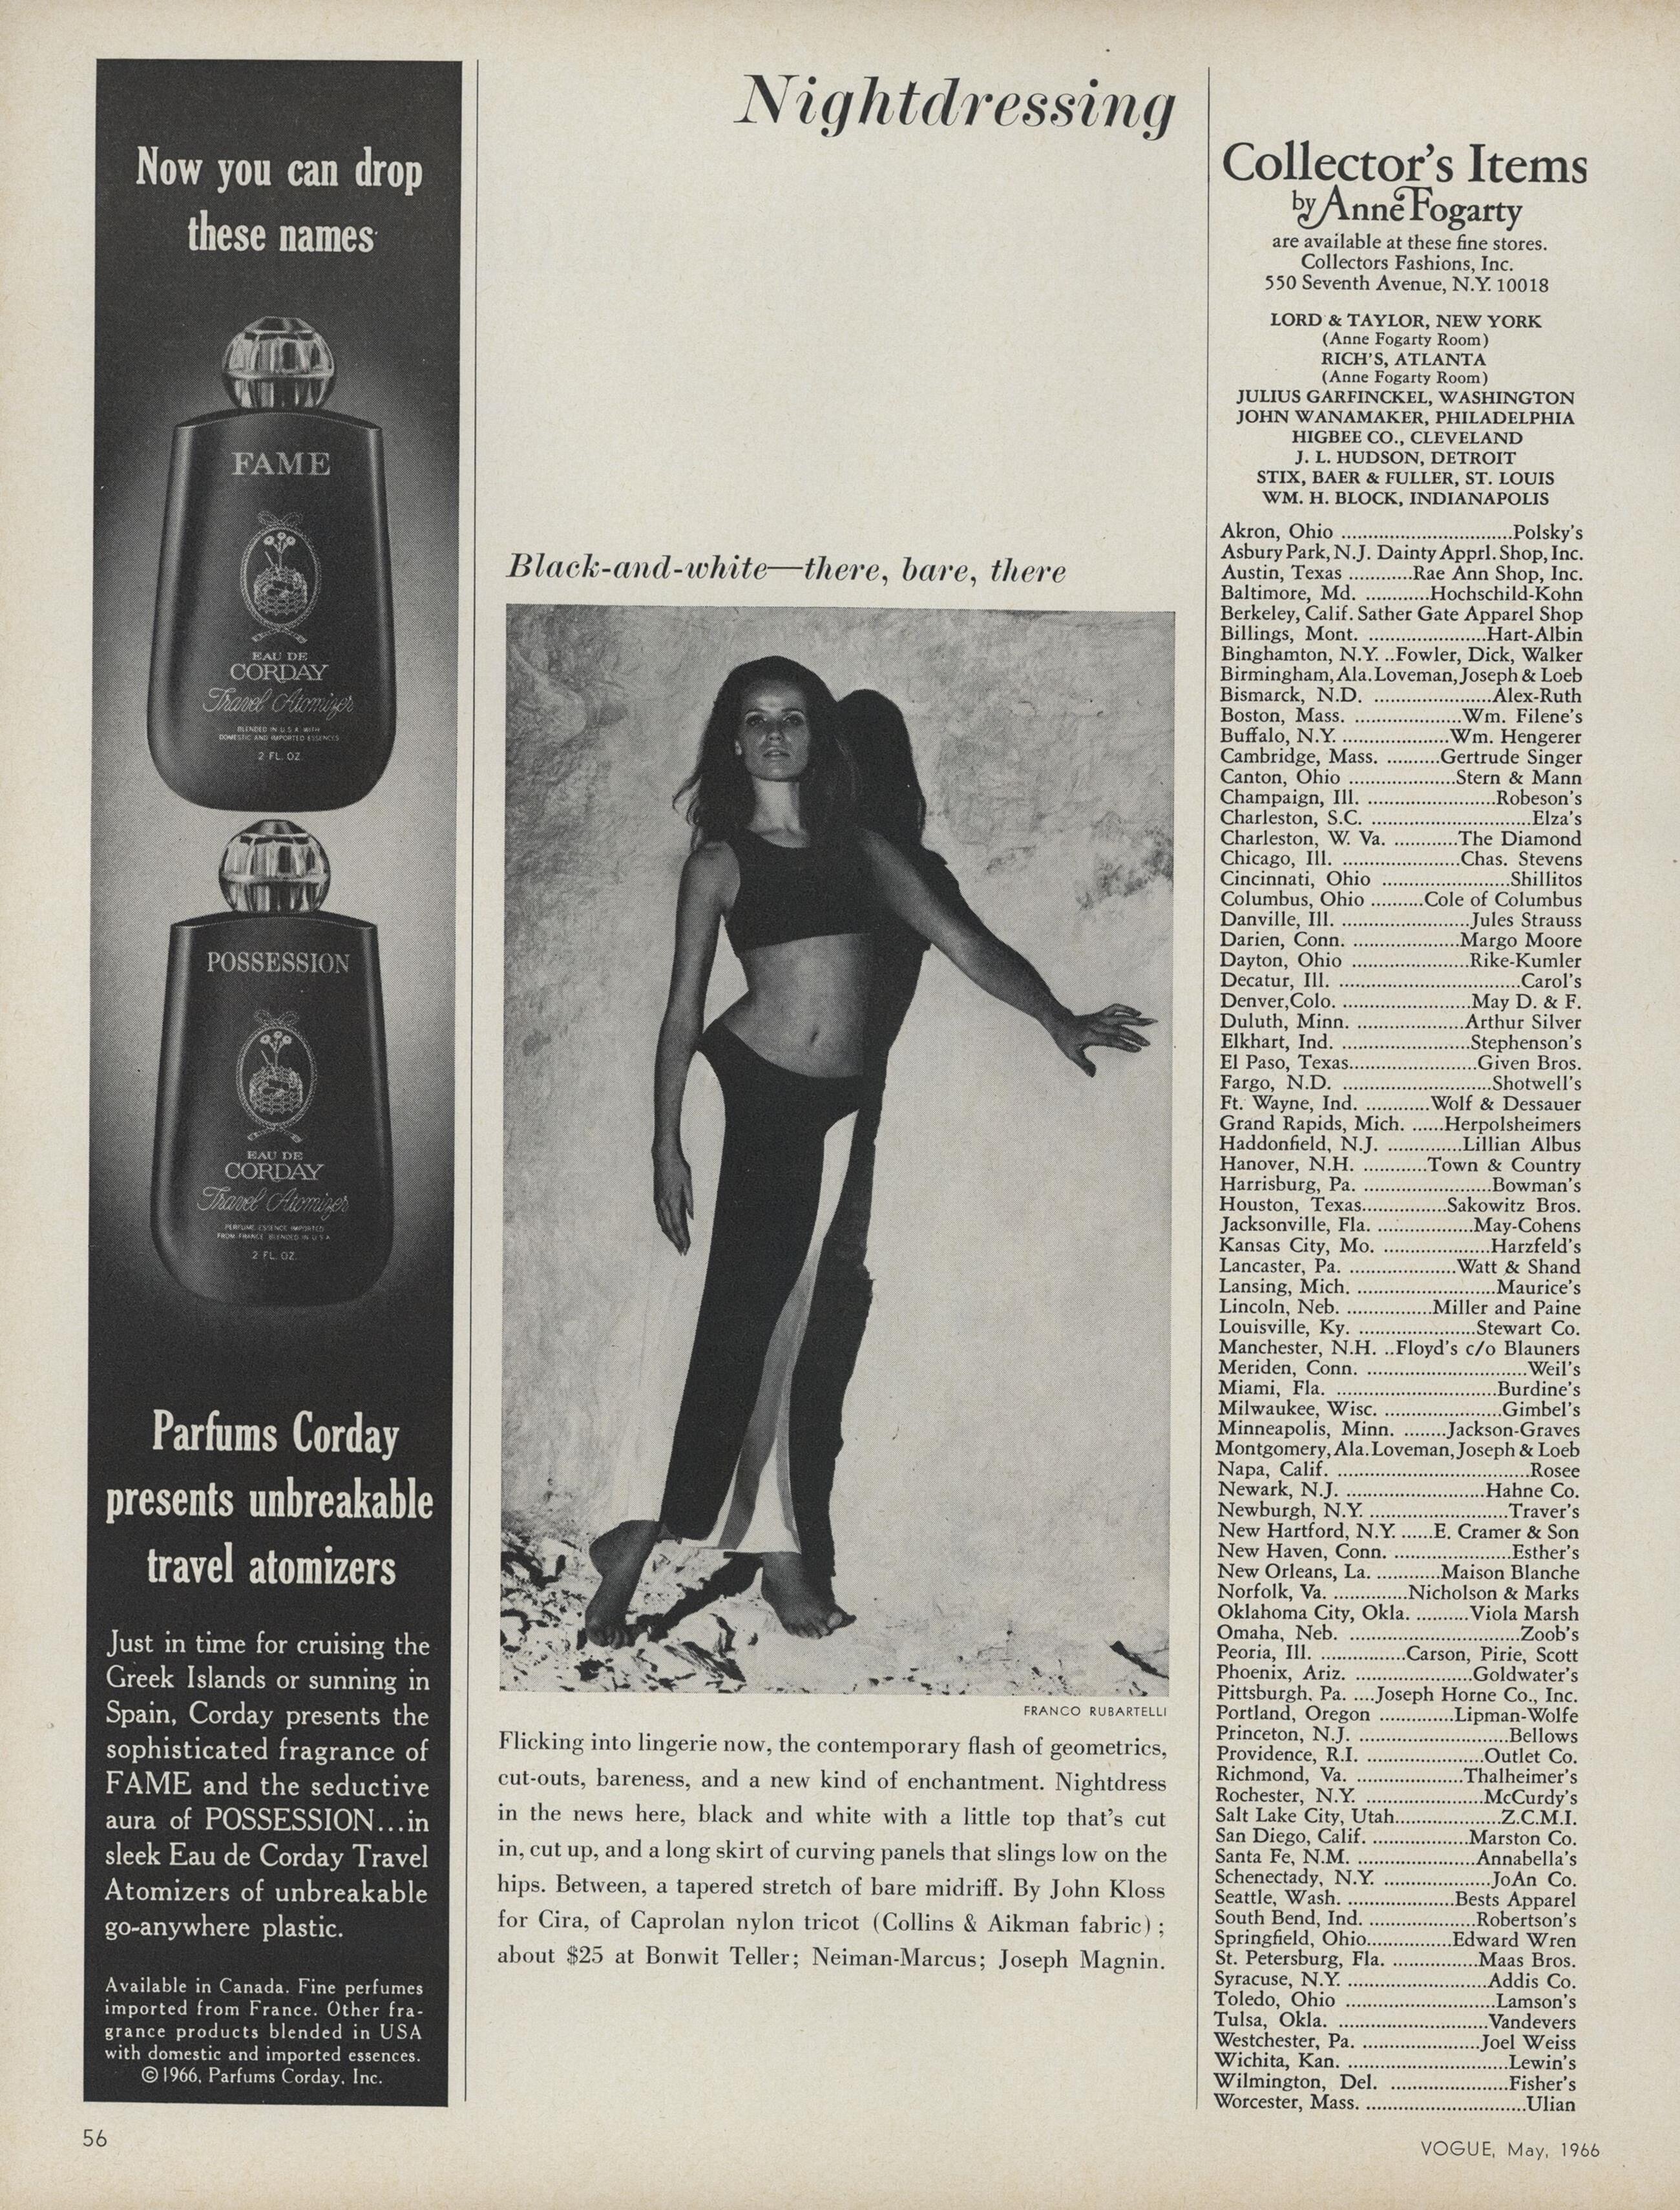 Now you can drop
these names
FAME
EAU DE
CORDAY
Travel Atomizer
BLENDED IN U.S.A. WITH
DOMESTIC AND IMPORTED ESSENCES
2 FL. OZ.
POSSESSION
EAU DE
CORDAY
Travel Atomizer
PERFUME ESSENCE IMPORTED
FROM FRANCE BLENDED IN U.S.A.
2 FL. OZ.
Parfums Corday
presents unbreakable
travel atomizers
Just in time for cruising the
Greek Islands or sunning in
Spain, Corday presents the
sophisticated fragrance of
FAME and the seductive
aura of POSSESSION...in
sleek Eau de Corday Travel
Atomizers of unbreakable
go-anywhere plastic.
Available in Canada. Fine perfumes
imported from France. Other fra-
grance products blended in USA
with domestic and imported essences.
©1966, Parfums Corday, Inc.
Nightdressing
Black-and-white—there, bare, there
FRANCO RUBARTELLI
Flicking into lingerie now, the contemporary flash of geometrics,
cut-outs, bareness, and a new kind of enchantment. Nightdress
in the news here, black and white with a little top that's cut
in, cut up, and a long skirt of curving panels that slings low on the
hips. Between, a tapered stretch of bare midriff. By John Kloss
for Cira, of Caprolan nylon tricot (Collins & Aikman fabric);
about $25 at Bonwit Teller; Neiman-Marcus; Joseph Magnin.
Collector's Items
by Anne Fogarty
are available at these fine stores.
Collectors Fashions, Inc.
550 Seventh Avenue, N.Y. 10018
LORD & TAYLOR, NEW YORK
(Anne Fogarty Room)
RICH'S, ATLANTA
(Anne Fogarty Room)
JULIUS GARFINCKEL, WASHINGTON
JOHN WANAMAKER, PHILADELPHIA
HIGBEE CO., CLEVELAND
J. L. HUDSON, DETROIT
STIX, BAER & FULLER, ST. LOUIS
WM. H. BLOCK, INDIANAPOLIS
Akron, Ohio ................................Polsky's
Asbury Park, N.J. Dainty Apprl. Shop, Inc.
Austin, Texas ............Rae Ann Shop, Inc.
Baltimore, Md. ............Hochschild-Kohn
Berkeley, Calif. Sather Gate Apparel Shop
Billings, Mont. ......................Hart-Albin
Binghamton, N.Y. ..Fowler, Dick, Walker
Birmingham, Ala. Loveman, Joseph & Loeb
Bismarck, N.D. ......................Alex-Ruth
Boston, Mass. ....................Wm. Filene's
Buffalo, N.Y. ....................Wm. Hengerer
Cambridge, Mass. ..........Gertrude Singer
Canton, Ohio ....................Stern & Mann
Champaign, Ill. ........................Robeson's
Charleston, S.C. ..............................Elza's
Charleston, W. Va. ............The Diamond
Chicago, Ill. ......................Chas. Stevens
Cincinnati, Ohio ........................Shillitos
Columbus, Ohio ..........Cole of Columbus
Danville, Ill. ........................Jules Strauss
Darien, Conn. ....................Margo Moore
Dayton, Ohio ......................Rike-Kumler
Decatur, Ill. ..................................Carol's
Denver, Colo. ........................May D. & F.
Duluth, Minn. ....................Arthur Silver
Elkhart, Ind. ........................Stephenson's
El Paso, Texas........................Given Bros.
Fargo, N.D. ..............................Shotwell's
Ft. Wayne, Ind. ............Wolf & Dessauer
Grand Rapids, Mich. ......Herpolsheimers
Haddonfield, N.J. ..............Lillian Albus
Hanover, N.H. ............Town & Country
Harrisburg, Pa. ........................Bowman's
Houston, Texas................Sakowitz Bros.
Jacksonville, Fla. ..................May-Cohens
Kansas City, Mo. ....................Harzfeld's
Lancaster, Pa. ....................Watt & Shand
Lansing, Mich. ..........................Maurice's
Lincoln, Neb. ................Miller and Paine
Louisville, Ky. ......................Stewart Co.
Manchester, N.H. ..Floyd's c/o Blauners
Meriden, Conn. ..............................Weil's
Miami, Fla. ..............................Burdine's
Milwaukee, Wisc. ......................Gimbel's
Minneapolis, Minn. ........Jackson-Graves
Montgomery, Ala. Loveman, Joseph & Loeb
Napa, Calif. ....................................Rosee
Newark, N.J. ..........................Hahne Co.
Newburgh, N.Y. ..........................Traver's
New Hartford, N.Y. ......E. Cramer & Son
New Haven, Conn. ......................Esther's
New Orleans, La. ............Maison Blanche
Norfolk, Va. ..............Nicholson & Marks
Oklahoma City, Okla. ..........Viola Marsh
Omaha, Neb. ................................Zoob's
Peoria, Ill. ................Carson, Pirie, Scott
Phoenix, Ariz. ......................Goldwater's
Pittsburgh, Pa. ....Joseph Horne Co., Inc.
Portland, Oregon ..............Lipman-Wolfe
Princeton, N.J. ............................Bellows
Providence, R.I. ......................Outlet Co.
Richmond, Va. ....................Thalheimer's
Rochester, N.Y. ......................McCurdy's
Salt Lake City, Utah....................Z.C.M.I.
San Diego, Calif. ..................Marston Co.
Santa Fe, N.M. ......................Annabella's
Schenectady, N.Y. ....................JoAn Co.
Seattle, Wash. ....................Bests Apparel
South Bend, Ind. ....................Robertson's
Springfield, Ohio................Edward Wren
St. Petersburg, Fla. ................Maas Bros.
Syracuse, N.Y. ..........................Addis Co.
Toledo, Ohio ............................Lamson's
Tulsa, Okla. ............................Vandevers
Westchester, Pa. ......................Joel Weiss
Wichita, Kan. ..............................Lewin's
Wilmington, Del. ......................Fisher's
Worcester, Mass. ..............................Ulian
56
VOGUE, May, 1966